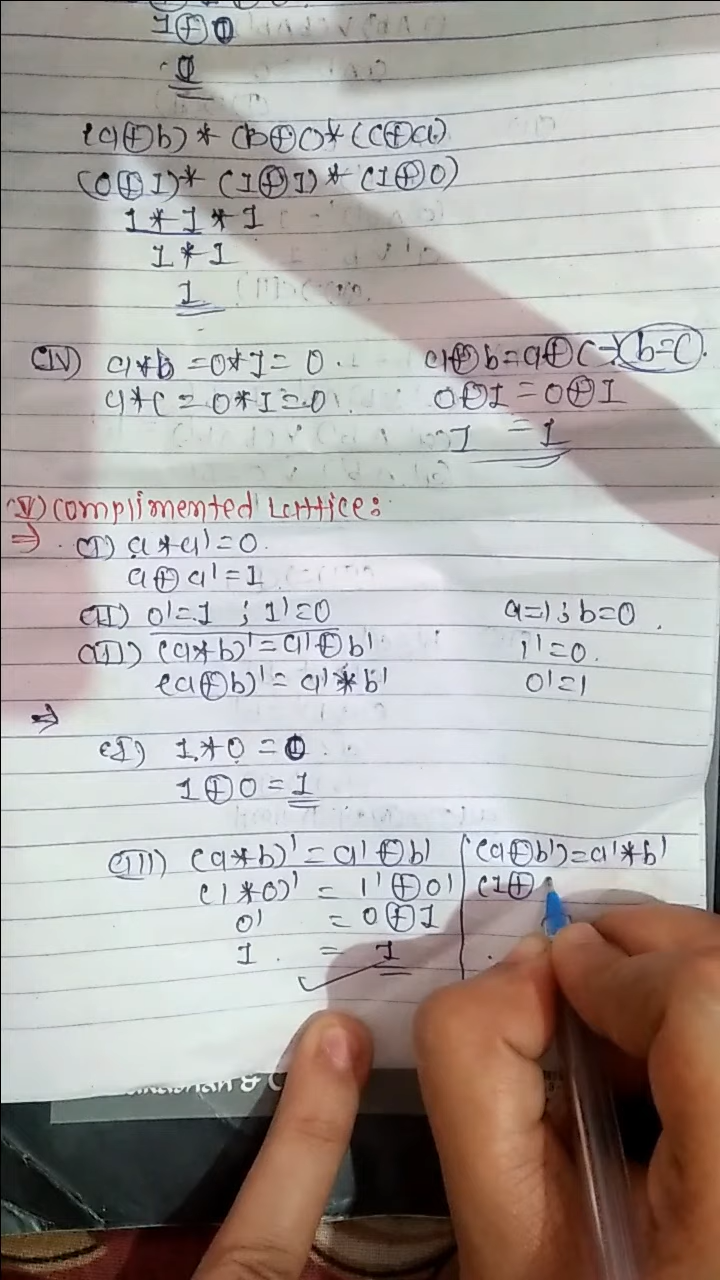 1⊕0
0
(a⊕b) * (b⊕c)*(c⊕a)
(0⊕1)* (1⊕1)* (1⊕0)
1 * 1 * 1
1 * 1
1
(IV) a*b = 0*1 = 0. a⊕b=a⊕c→b=c.
a*c = 0*1=0. 0⊕1 = 0⊕1
1 = 1
(V) complimented Lattice:
⇒ (I) a*a'=0.
a⊕a'=1
(II) 0'=1 ; 1'=0 a=1; b=0.
(III) (a*b)'=a'⊕b' 1'=0.
(a⊕b)'= a'*b' 0'=1
⇒
(I) 1*0 = 0.
1⊕0=1
(III) (a*b)'=a'⊕b' (a⊕b')=a'*b'
(1*0)' = 1'⊕0' (1⊕
0' = 0⊕1
1 = 1